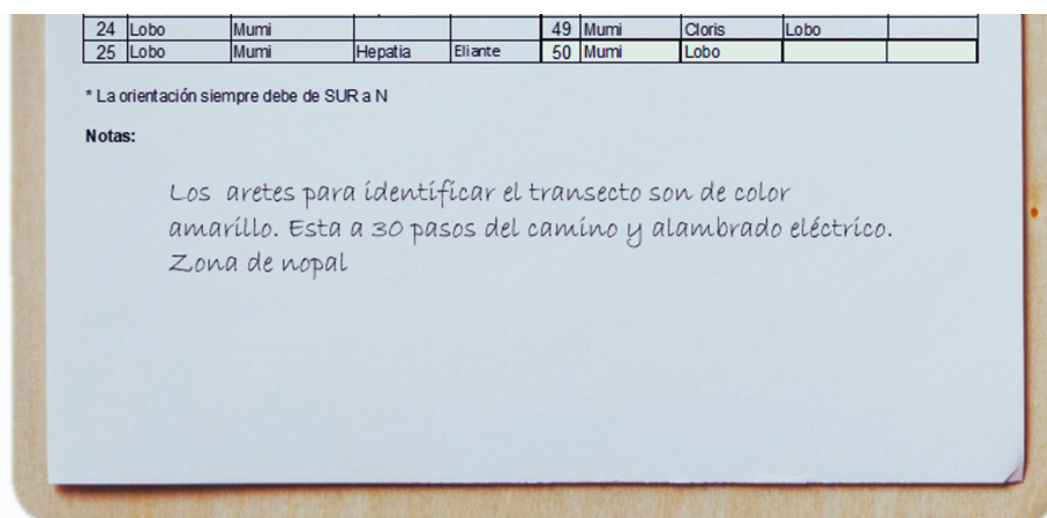 24 Lobo Mumi 49 Mumi Cloris Lobo
25 Lobo Mumi Hepatia Eliante 50 Mumi Lobo
* La orientación siempre debe de SUR a N
Notas:
Los aretes para identificar el transecto son de color
amarillo. Esta a 30 pasos del camino y alambrado eléctrico.
Zona de nopal